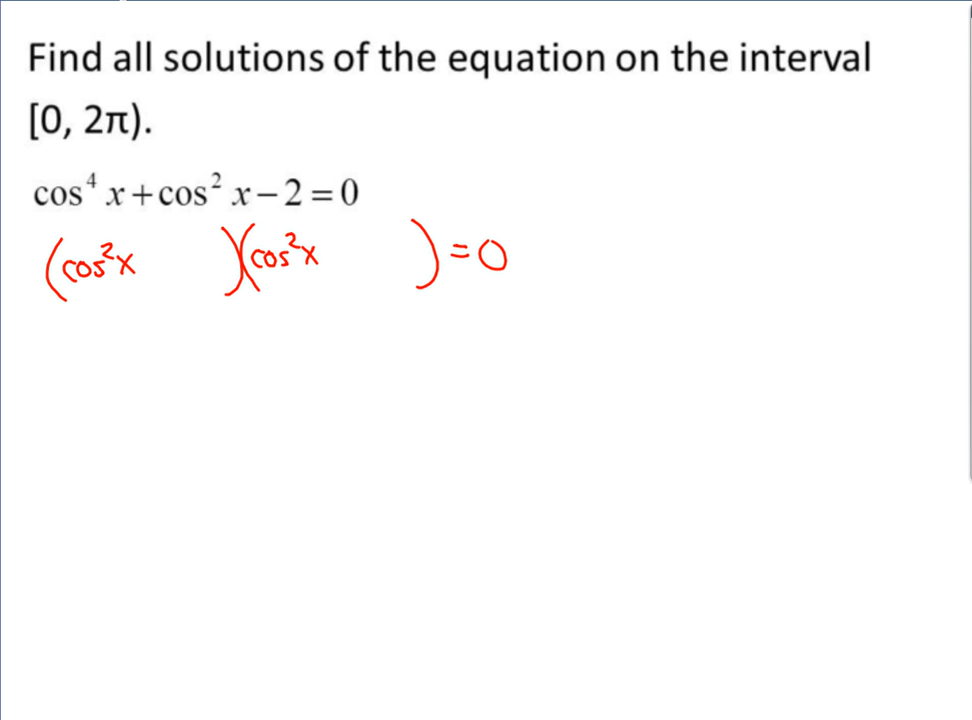 Find all solutions of the equation on the interval
[0, 2π).
cos⁴ x + cos² x − 2 = 0
(cos²x )(cos²x ) = 0